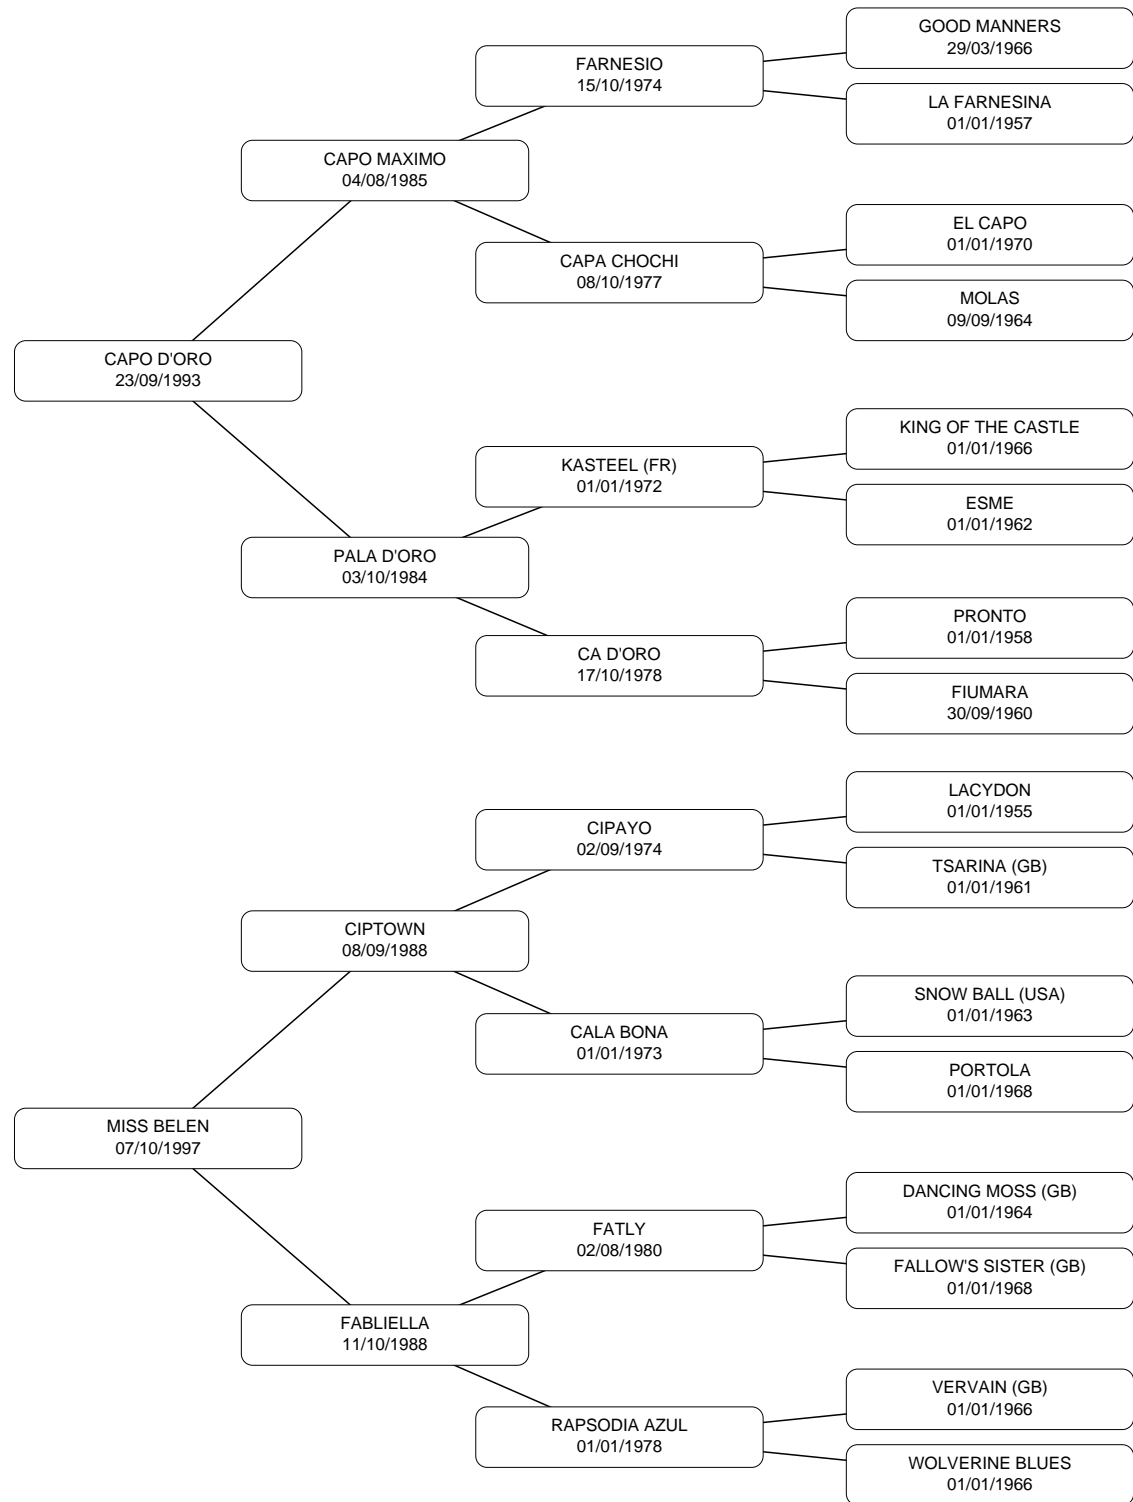 GOOD MANNERS
29/03/1966
FARNESIO
15/10/1974
LA FARNESINA
01/01/1957
CAPO MAXIMO
04/08/1985
EL CAPO
01/01/1970
CAPA CHOCHI
08/10/1977
MOLAS
09/09/1964
CAPO D'ORO
23/09/1993
KING OF THE CASTLE
01/01/1966
KASTEEL (FR)
01/01/1972
ESME
01/01/1962
PALA D'ORO
03/10/1984
PRONTO
01/01/1958
CA D'ORO
17/10/1978
FIUMARA
30/09/1960
LACYDON
01/01/1955
CIPAYO
02/09/1974
TSARINA (GB)
01/01/1961
CIPTOWN
08/09/1988
SNOW BALL (USA)
01/01/1963
CALA BONA
01/01/1973
PORTOLA
01/01/1968
MISS BELEN
07/10/1997
DANCING MOSS (GB)
01/01/1964
FATLY
02/08/1980
FALLOW'S SISTER (GB)
01/01/1968
FABLIELLA
11/10/1988
VERVAIN (GB)
01/01/1966
RAPSODIA AZUL
01/01/1978
WOLVERINE BLUES
01/01/1966